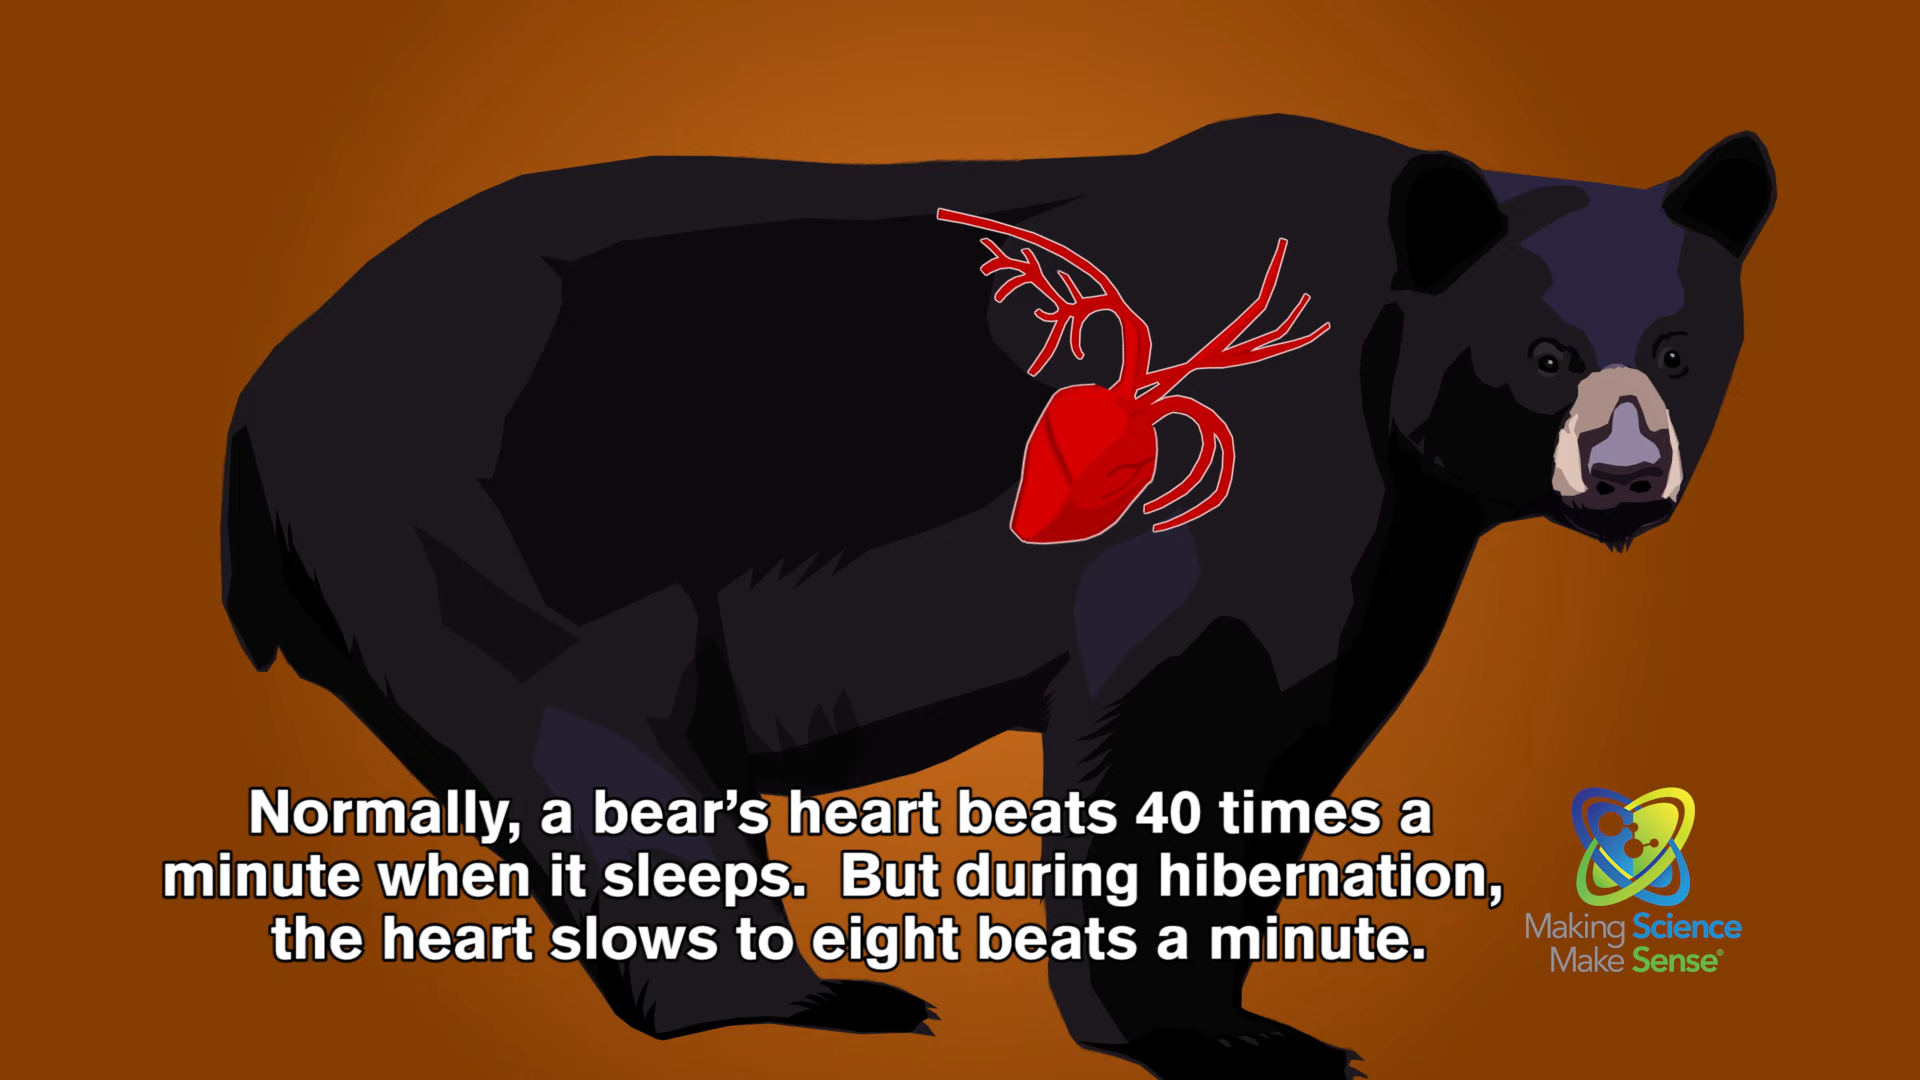 Normally, a bear’s heart beats 40 times a
minute when it sleeps.  But during hibernation,
the heart slows to eight beats a minute.
Making Science
Make Sense®